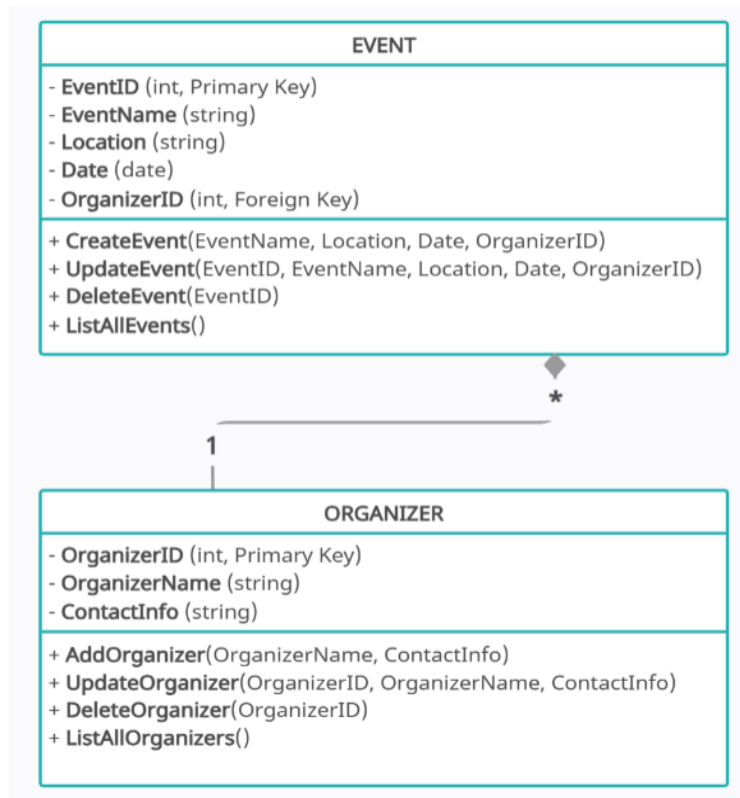 EVENT
- EventID (int, Primary Key)
- EventName (string)
- Location (string)
- Date (date)
- OrganizerID (int, Foreign Key)
+ CreateEvent(EventName, Location, Date, OrganizerID)
+ UpdateEvent(EventID, EventName, Location, Date, OrganizerID)
+ DeleteEvent(EventID)
+ ListAllEvents()
*
1
ORGANIZER
- OrganizerID (int, Primary Key)
- OrganizerName (string)
- ContactInfo (string)
+ AddOrganizer(OrganizerName, ContactInfo)
+ UpdateOrganizer(OrganizerID, OrganizerName, ContactInfo)
+ DeleteOrganizer(OrganizerID)
+ ListAllOrganizers()